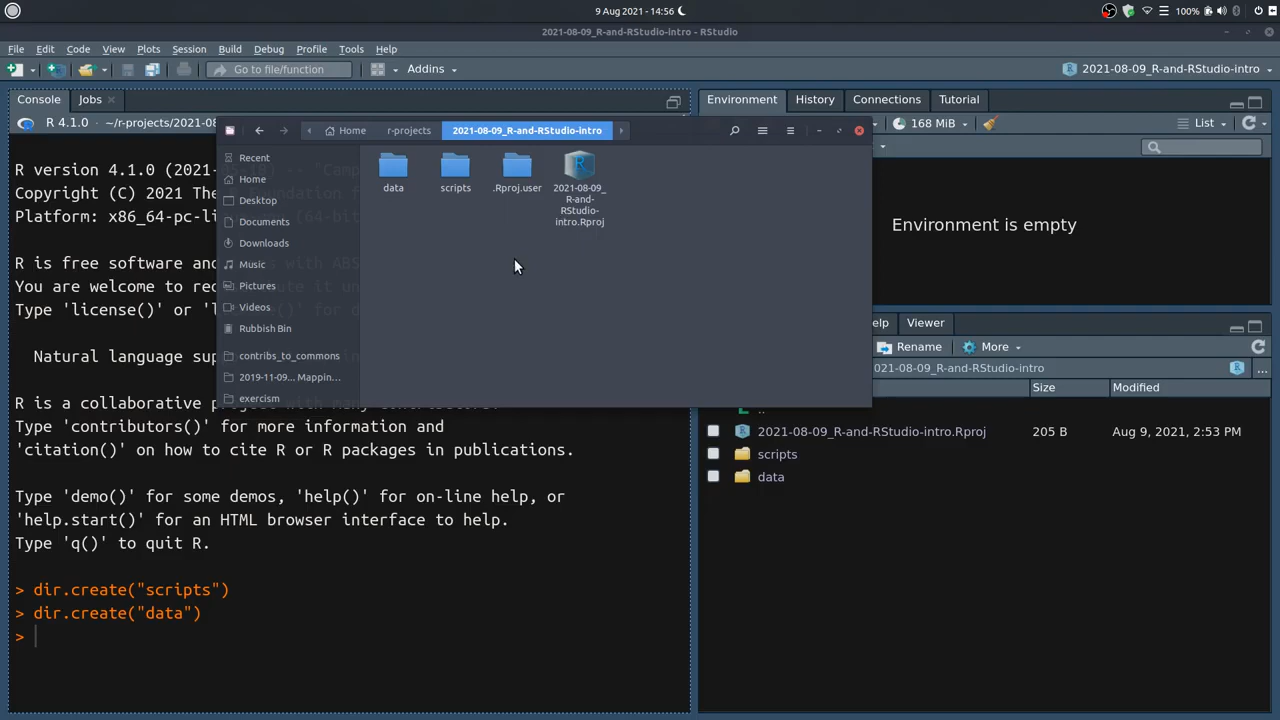 9 Aug 2021 - 14:56
100%
2021-08-09_R-and-RStudio-intro - RStudio
File Edit Code View Plots Session Build Debug Profile Tools Help
Go to file/function
Addins
2021-08-09_R-and-RStudio-intro
Console Jobs
Environment History Connections Tutorial
R 4.1.0 · ~/r-projects/2021-08
168 MiB
List
Home r-projects 2021-08-09_R-and-RStudio-intro
Recent
Home
Desktop
Documents
Downloads
Music
Pictures
Videos
Rubbish Bin
contribs_to_commons
2019-11-09... Mappin...
exercism
data
scripts
.Rproj.user
2021-08-09_
R-and-
RStudio-
intro.Rproj
Environment is empty
R version 4.1.0 (2021-
Copyright (C) 2021 The
Platform: x86_64-pc-li
R is free software and
You are welcome to re
Type 'license()' or '
Natural language sup
R is a collaborative
Type 'contributors()' for more information and
'citation()' on how to cite R or R packages in publications.
Type 'demo()' for some demos, 'help()' for on-line help, or
'help.start()' for an HTML browser interface to help.
Type 'q()' to quit R.
> dir.create("scripts")
> dir.create("data")
>
elp Viewer
Rename More
021-08-09_R-and-RStudio-intro
...
Size Modified
..
2021-08-09_R-and-RStudio-intro.Rproj 205 B Aug 9, 2021, 2:53 PM
scripts
data